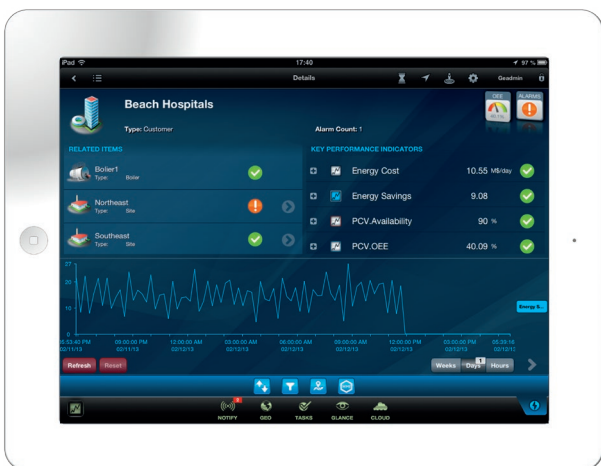 iPad 17:40 97 %
Details Geadmin
Beach Hospitals
Type: Customer Alarm Count: 1
OEE ALARMS
RELATED ITEMS KEY PERFORMANCE INDICATORS
Bolier1
Type: Bolier
Northeast
Type: Site
Southeast
Type: Site
Energy Cost 10.55 M$/day
Energy Savings 9.08
PCV.Availability 90 %
PCV.OEE 40.09 %
27
20
10
0
Energy S...
05:53:40 PM 09:00:00 PM 12:00:00 AM 03:00:00 AM 06:00:00 AM 09:00:00 AM 12:00:00 PM 03:00:00 PM 05:39:16
02/11/13 02/11/13 02/12/13 02/12/13 02/12/13 02/12/13 02/12/13 02/12/13 02/12/13
Refresh Reset Weeks Days 1 Hours
2
NOTIFY GEO TASKS GLANCE CLOUD